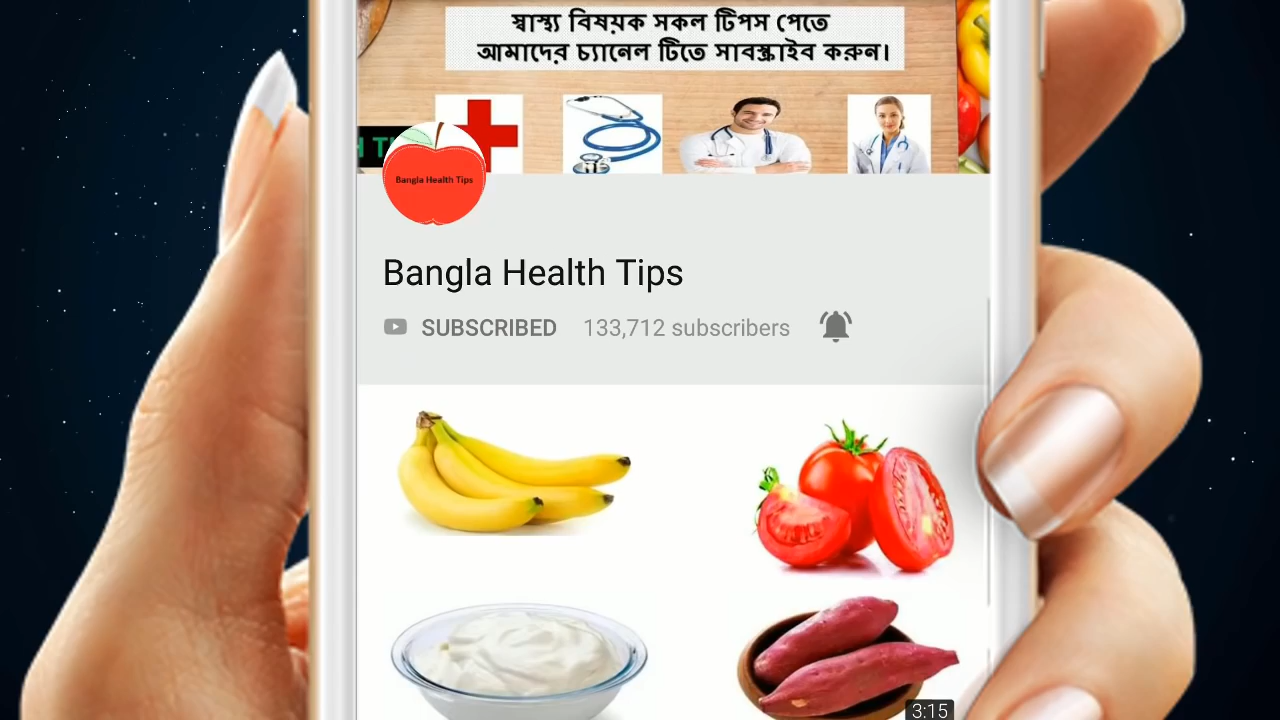 স্বাস্থ্য বিষয়ক সকল টিপস পেতে
আমাদের চ্যানেল টিতে সাবস্ক্রাইব করুন।
H T
Bangla Health Tips
Bangla Health Tips
SUBSCRIBED 133,712 subscribers
3:15